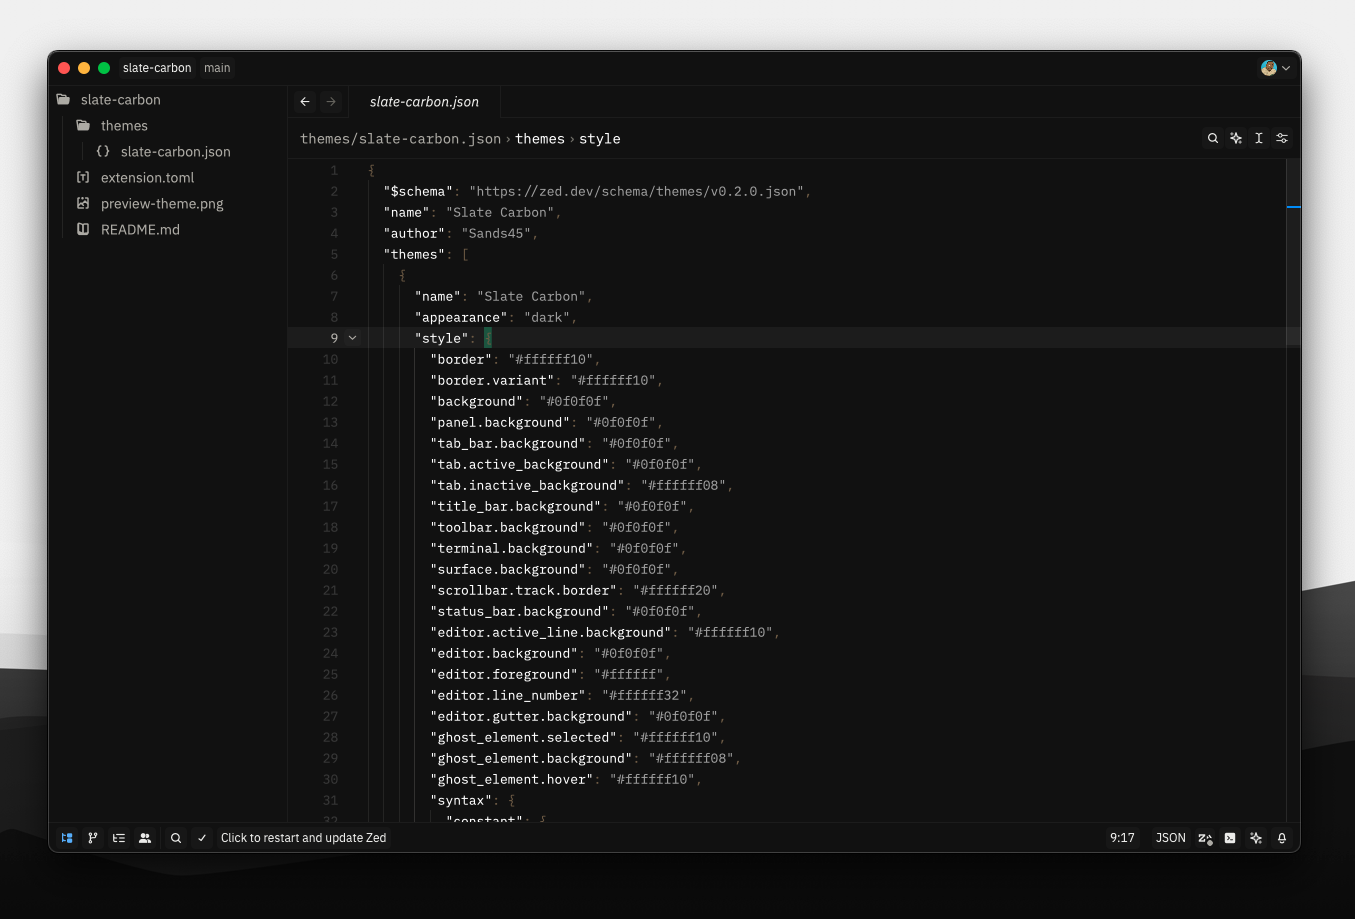 slate-carbon main
slate-carbon
themes
slate-carbon.json
extension.toml
preview-theme.png
README.md
slate-carbon.json
themes/slate-carbon.json › themes › style
1 {
2 "$schema": "https://zed.dev/schema/themes/v0.2.0.json",
3 "name": "Slate Carbon",
4 "author": "Sands45",
5 "themes": [
6 {
7 "name": "Slate Carbon",
8 "appearance": "dark",
9 "style": {
10 "border": "#ffffff10",
11 "border.variant": "#ffffff10",
12 "background": "#0f0f0f",
13 "panel.background": "#0f0f0f",
14 "tab_bar.background": "#0f0f0f",
15 "tab.active_background": "#0f0f0f",
16 "tab.inactive_background": "#ffffff08",
17 "title_bar.background": "#0f0f0f",
18 "toolbar.background": "#0f0f0f",
19 "terminal.background": "#0f0f0f",
20 "surface.background": "#0f0f0f",
21 "scrollbar.track.border": "#ffffff20",
22 "status_bar.background": "#0f0f0f",
23 "editor.active_line.background": "#ffffff10",
24 "editor.background": "#0f0f0f",
25 "editor.foreground": "#ffffff",
26 "editor.line_number": "#ffffff32",
27 "editor.gutter.background": "#0f0f0f",
28 "ghost_element.selected": "#ffffff10",
29 "ghost_element.background": "#ffffff08",
30 "ghost_element.hover": "#ffffff10",
31 "syntax": {
32 "constant": {
Click to restart and update Zed 9:17 JSON